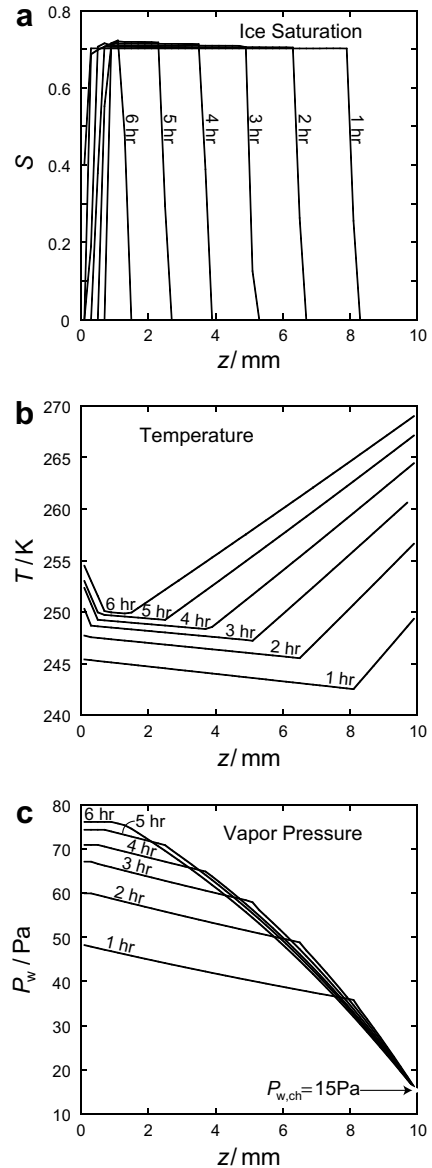 a
Ice Saturation
0.8
0.6
0.4
0.2
0
S
6 hr
5 hr
4 hr
3 hr
2 hr
1 hr
0 2 4 6 8 10
z/ mm
b
Temperature
270
265
260
255
250
245
240
T / K
6 hr
5 hr
4 hr
3 hr
2 hr
1 hr
0 2 4 6 8 10
z/ mm
c
Vapor Pressure
80
70
60
50
40
30
20
10
Pw / Pa
6 hr
5 hr
4 hr
3 hr
2 hr
1 hr
Pw,ch=15Pa
0 2 4 6 8 10
z/ mm